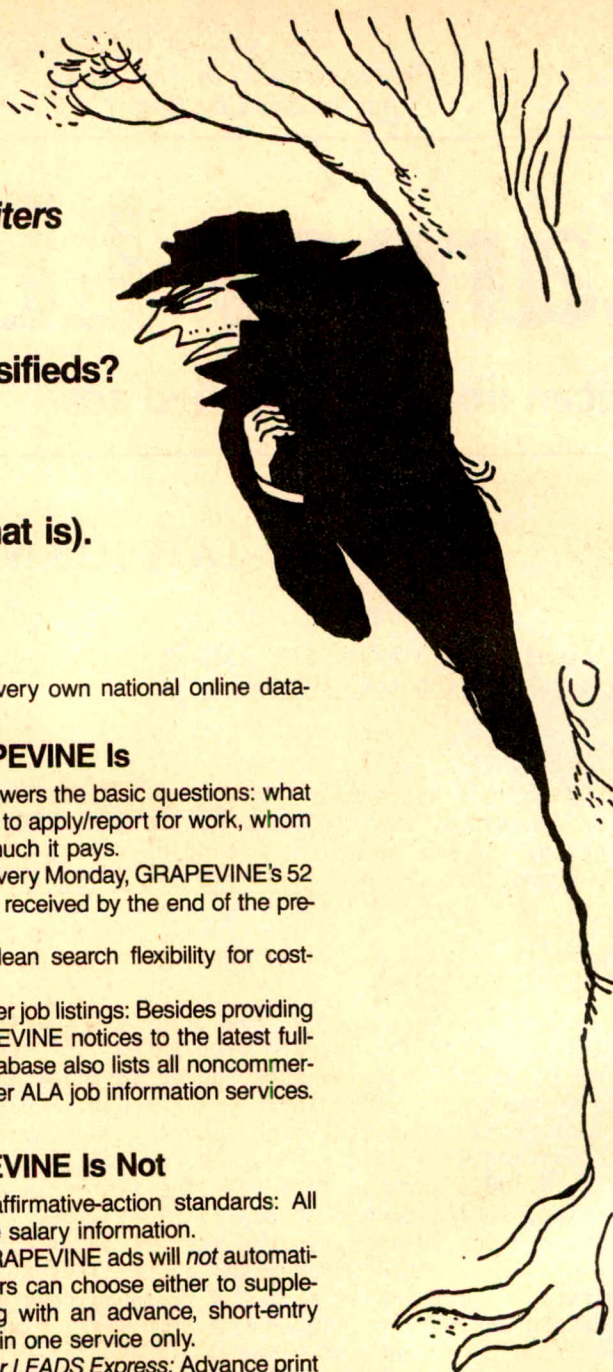 iters
sifieds?
at is).
very own national online data-
PEVINE Is
wers the basic questions: what
to apply/report for work, whom
much it pays.
very Monday, GRAPEVINE's 52
received by the end of the pre-
lean search flexibility for cost-
er job listings: Besides providing
EVINE notices to the latest full-
abase also lists all noncommer-
er ALA job information services.
EVINE Is Not
affirmative-action standards: All
salary information.
RAPEVINE ads will not automati-
rs can choose either to supple-
g with an advance, short-entry
in one service only.
r LEADS Express: Advance print